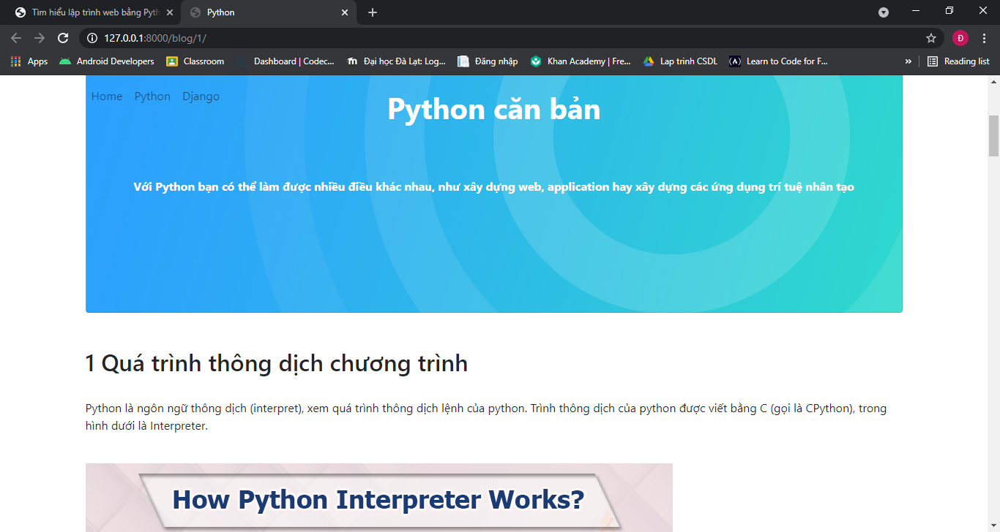 Tìm hiểu lập trình web bằng Pyth
Python
127.0.0.1:8000/blog/1/
Đ
Apps
Android Developers
Classroom
Dashboard | Codec...
Đại học Đà Lạt: Log...
Đăng nhập
Khan Academy | Fre...
Lap trinh CSDL
Learn to Code for F...
»
Reading list
Home Python Django
Python căn bản
Với Python bạn có thể làm được nhiều điều khác nhau, như xây dựng web, application hay xây dựng các ứng dụng trí tuệ nhân tạo
1 Quá trình thông dịch chương trình
Python là ngôn ngữ thông dịch (interpret), xem quá trình thông dịch lệnh của python. Trình thông dịch của python được viết bằng C (gọi là CPython), trong
hình dưới là Interpreter.
How Python Interpreter Works?